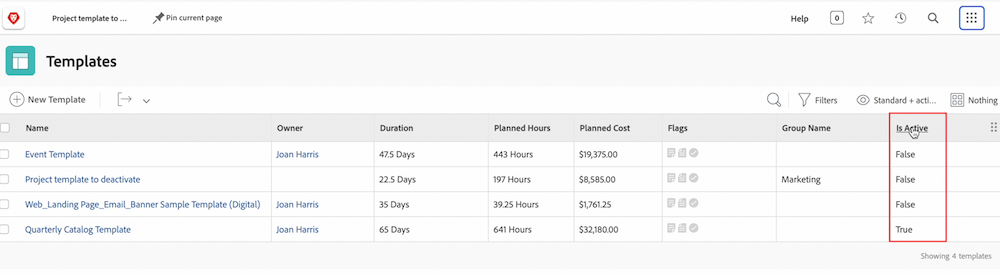 Project template to ... Pin current page Help 0
Templates
New Template Filters Standard + acti... Nothing
Name Owner Duration Planned Hours Planned Cost Flags Group Name Is Active
Event Template Joan Harris 47.5 Days 443 Hours $19,375.00 False
Project template to deactivate 22.5 Days 197 Hours $8,585.00 Marketing False
Web_Landing Page_Email_Banner Sample Template (Digital) Joan Harris 35 Days 39.25 Hours $1,761.25 False
Quarterly Catalog Template Joan Harris 65 Days 641 Hours $32,180.00 True
Showing 4 templates